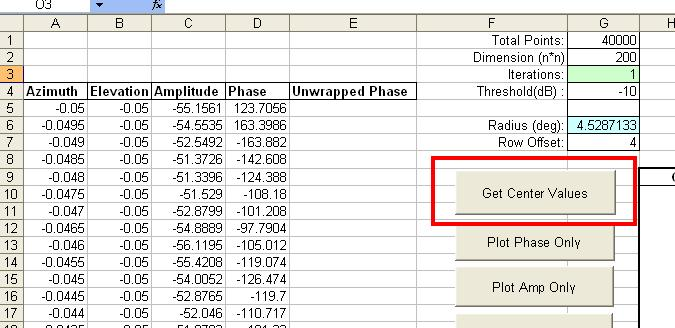 O3 fx
A B C D E F G H
1 Total Points: 40000
2 Dimension (n*n) 200
3 Iterations: 1
4 Azimuth Elevation Amplitude Phase Unwrapped Phase Threshold(dB) : -10
5 -0.05 -0.05 -55.1561 123.7056
6 -0.0495 -0.05 -54.5535 163.3986 Radius (deg): 4.5287133
7 -0.049 -0.05 -52.5492 -163.882 Row Offset: 4
8 -0.0485 -0.05 -51.3726 -142.608
9 -0.048 -0.05 -51.3396 -124.388
10 -0.0475 -0.05 -51.529 -108.18 Get Center Values
11 -0.047 -0.05 -52.8799 -101.208
12 -0.0465 -0.05 -54.8889 -97.7904
13 -0.046 -0.05 -56.1195 -105.012 Plot Phase Only
14 -0.0455 -0.05 -55.4208 -119.074
15 -0.045 -0.05 -54.0052 -126.474
16 -0.0445 -0.05 -52.8765 -119.7 Plot Amp Only
17 -0.044 -0.05 -52.046 -110.717